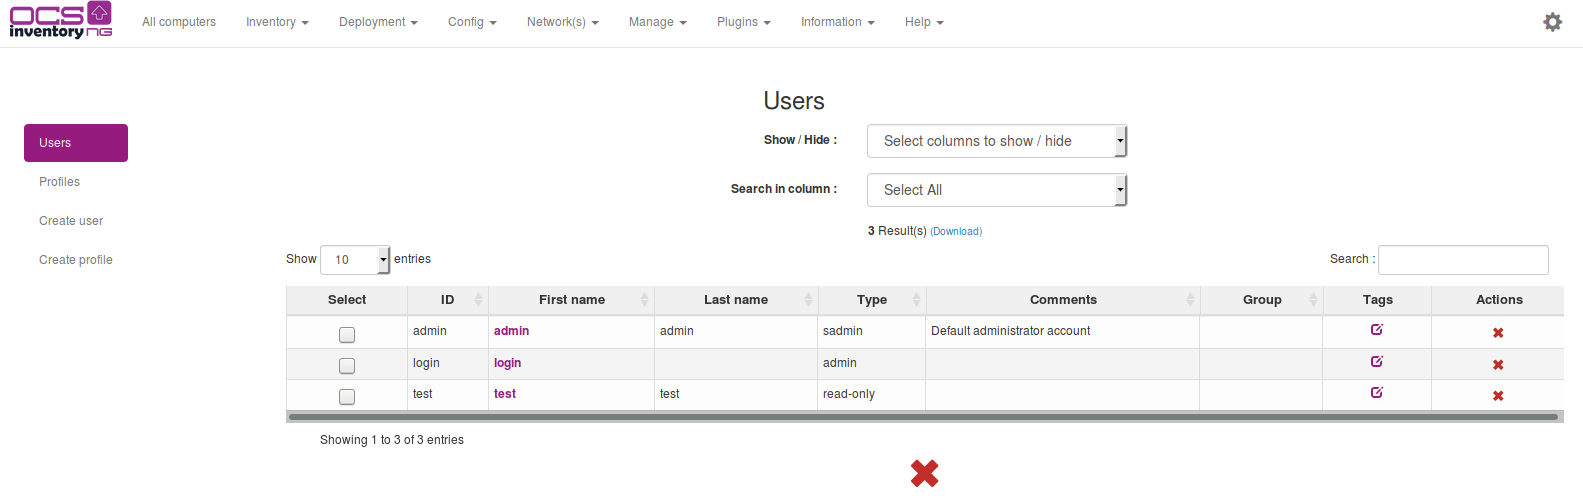 OCS inventory NG
All computers Inventory Deployment Config Network(s) Manage Plugins Information Help
Users
Users
Profiles
Create user
Create profile
Show / Hide : Select columns to show / hide
Search in column : Select All
3 Result(s) (Download)
Show 10 entries Search :
Select ID First name Last name Type Comments Group Tags Actions
admin admin admin sadmin Default administrator account
login login admin
test test test read-only
Showing 1 to 3 of 3 entries